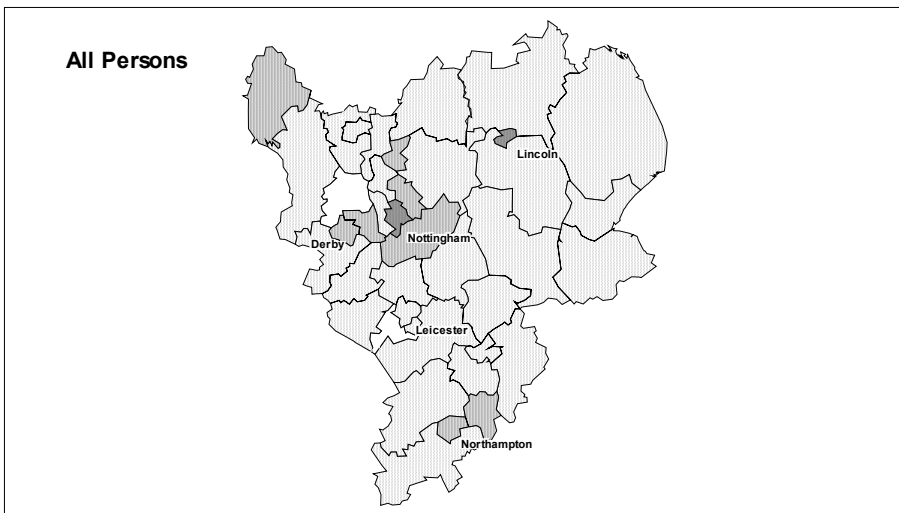 All Persons
Lincoln
Nottingham
Derby
Leicester
Northampton